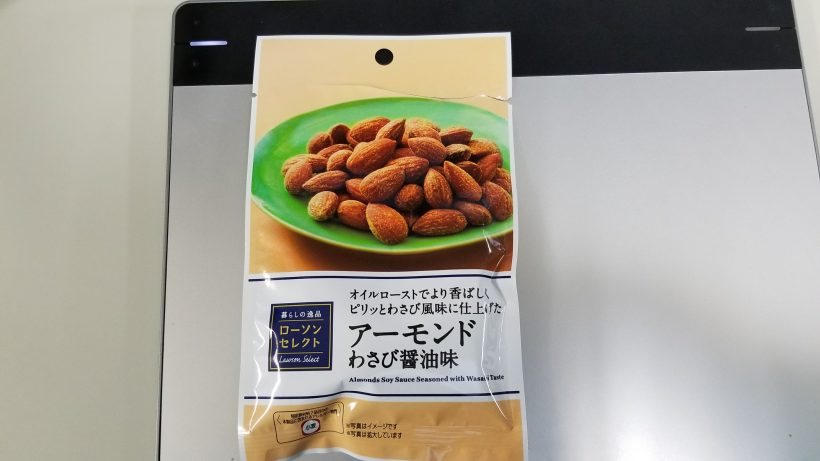 オイルローストでより香ばしく
ピリッとわさび風味に仕上げた
暮らしの逸品
ローソン
セレクト
Lawson Select
アーモンド
わさび醤油味
Almonds Soy Sauce Seasoned with Wasabi Taste
小麦
※写真はイメージです
※写真は拡大しています